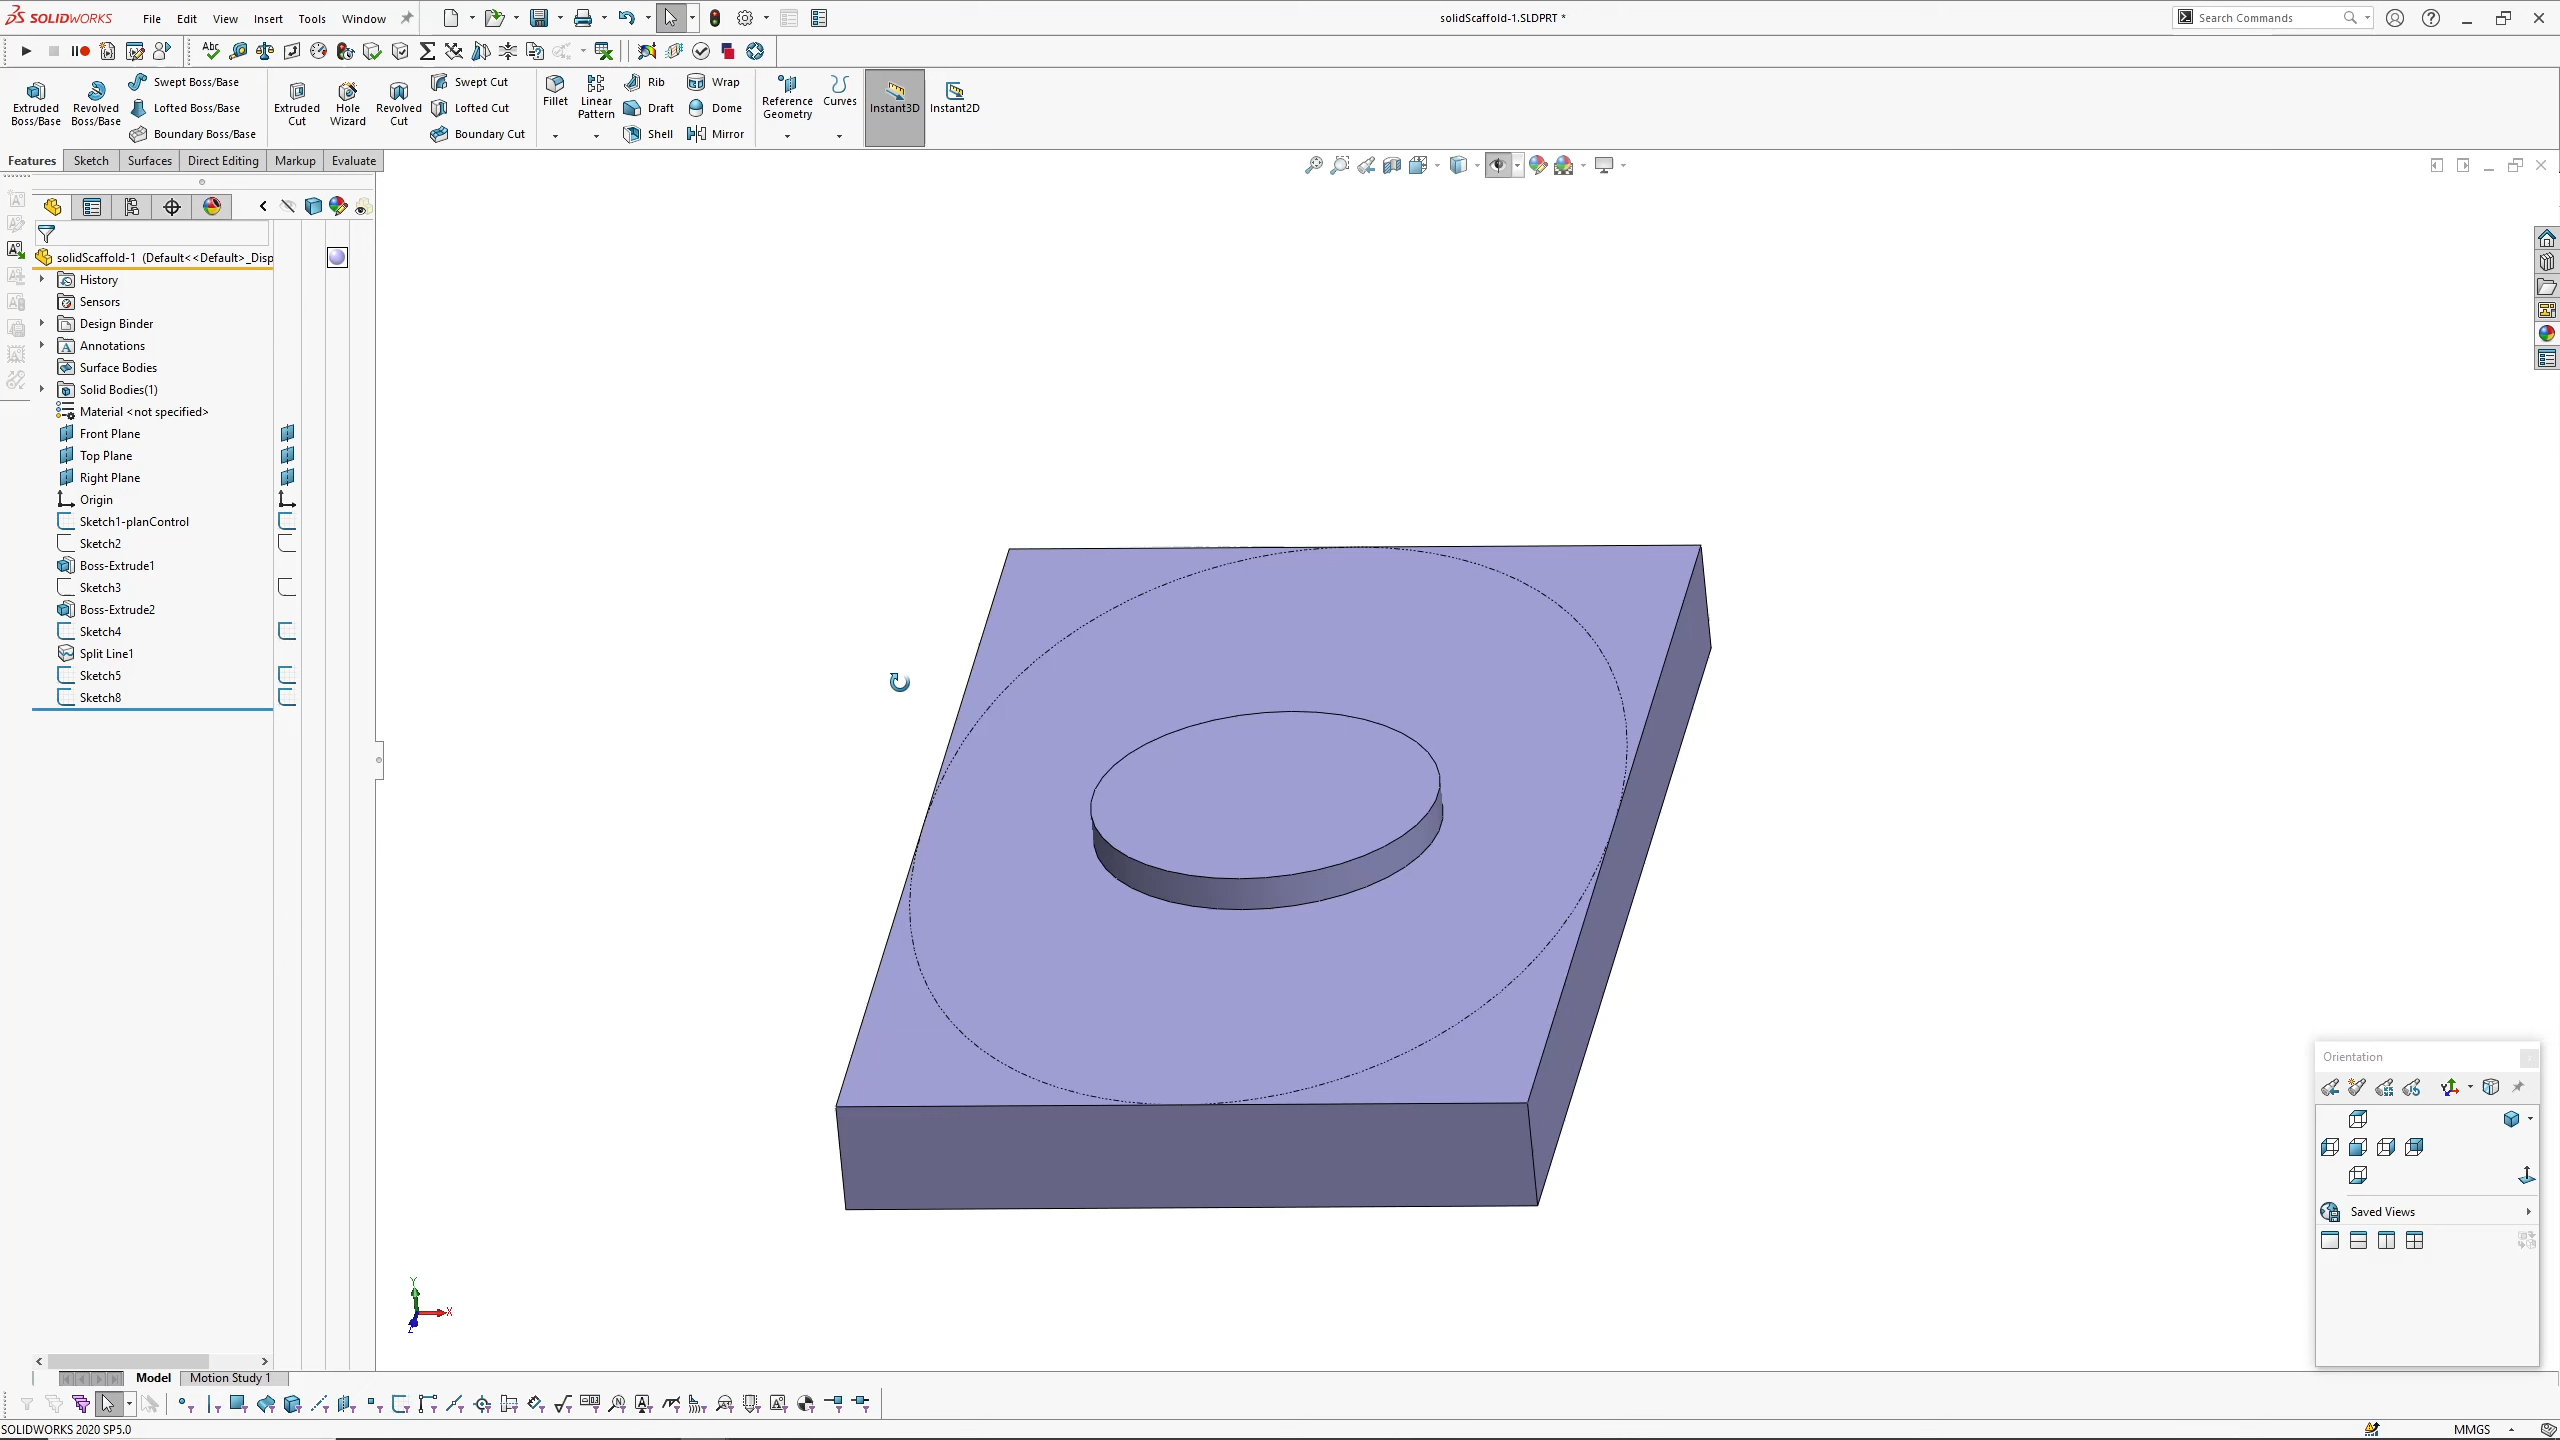 SOLIDWORKS File Edit View Insert Tools Window solidScaffold-1.SLDPRT * Search Commands
Abc
Extruded Boss/Base
Revolved Boss/Base
Swept Boss/Base
Lofted Boss/Base
Boundary Boss/Base
Extruded Cut
Hole Wizard
Revolved Cut
Swept Cut
Lofted Cut
Boundary Cut
Fillet
Linear Pattern
Rib
Draft
Shell
Wrap
Dome
Mirror
Reference Geometry
Curves
Instant3D
Instant2D
Features Sketch Surfaces Direct Editing Markup Evaluate
solidScaffold-1 (Default<<Default>_Disp
History
Sensors
Design Binder
Annotations
Surface Bodies
Solid Bodies(1)
Material <not specified>
Front Plane
Top Plane
Right Plane
Origin
Sketch1-planControl
Sketch2
Boss-Extrude1
Sketch3
Boss-Extrude2
Sketch4
Split Line1
Sketch5
Sketch8
Orientation
Saved Views
Y
X
Z
Model Motion Study 1
SOLIDWORKS 2020 SP5.0 MMGS